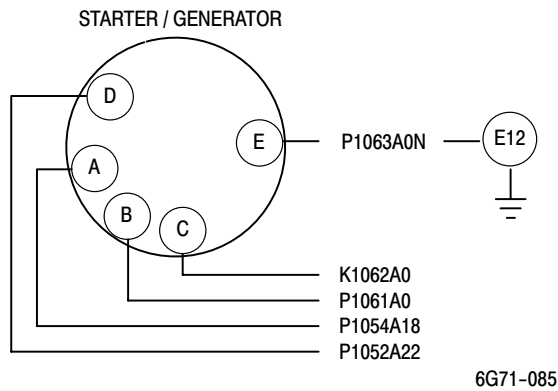 STARTER / GENERATOR
D
A
B
C
E
P1063A0N
E12
K1062A0
P1061A0
P1054A18
P1052A22
6G71-085